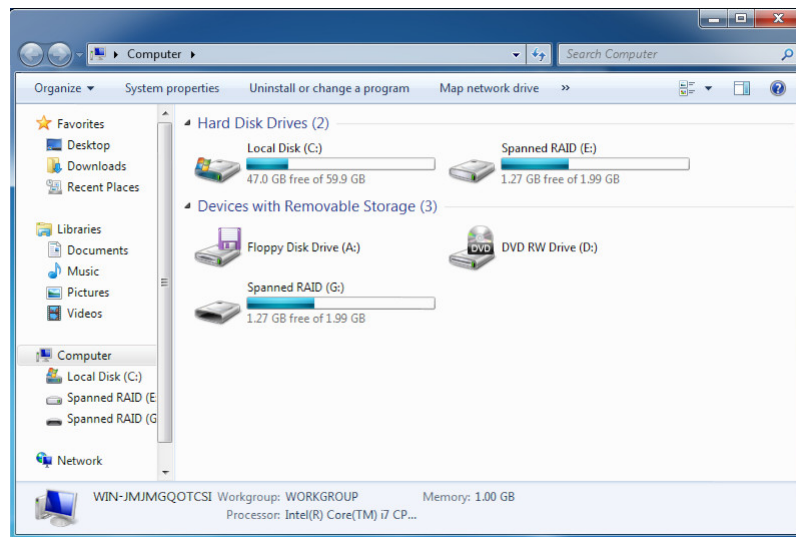 Computer
Search Computer
Organize
System properties
Uninstall or change a program
Map network drive
»
Favorites
Desktop
Downloads
Recent Places
Libraries
Documents
Music
Pictures
Videos
Computer
Local Disk (C:)
Spanned RAID (E
Spanned RAID (G
Network
Hard Disk Drives (2)
Local Disk (C:)
47.0 GB free of 59.9 GB
Spanned RAID (E:)
1.27 GB free of 1.99 GB
Devices with Removable Storage (3)
Floppy Disk Drive (A:)
DVD
DVD RW Drive (D:)
Spanned RAID (G:)
1.27 GB free of 1.99 GB
WIN-JMJMGQOTCSI Workgroup: WORKGROUP Memory: 1.00 GB
Processor: Intel(R) Core(TM) i7 CP...